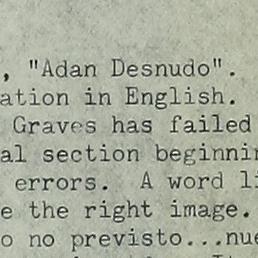 , "Adan Desnudo".
ation in English.
Graves has failed
al section beginnin
errors. A word li
e the right image.
o no previsto...nue